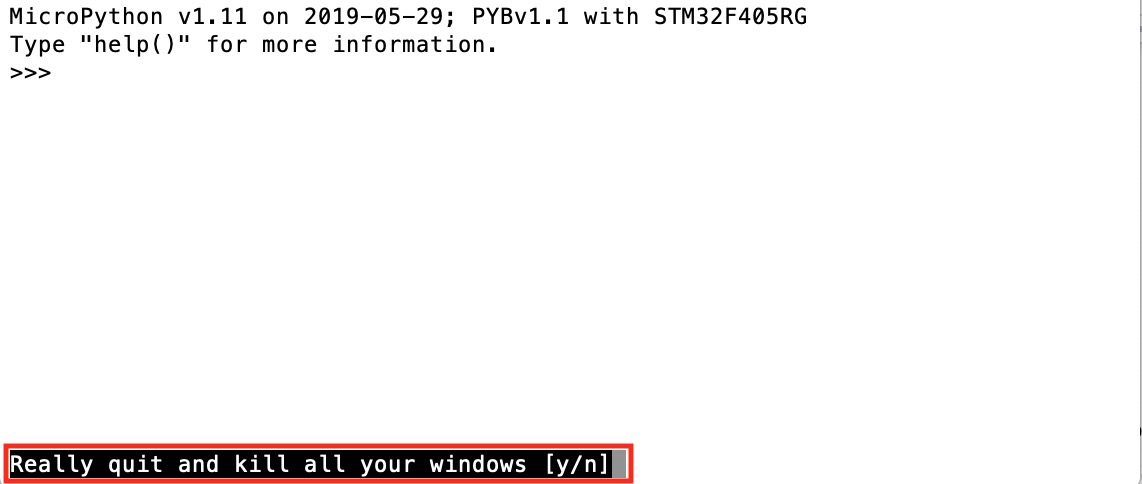 MicroPython v1.11 on 2019-05-29; PYBv1.1 with STM32F405RG
Type "help()" for more information.
>>>
Really quit and kill all your windows [y/n]